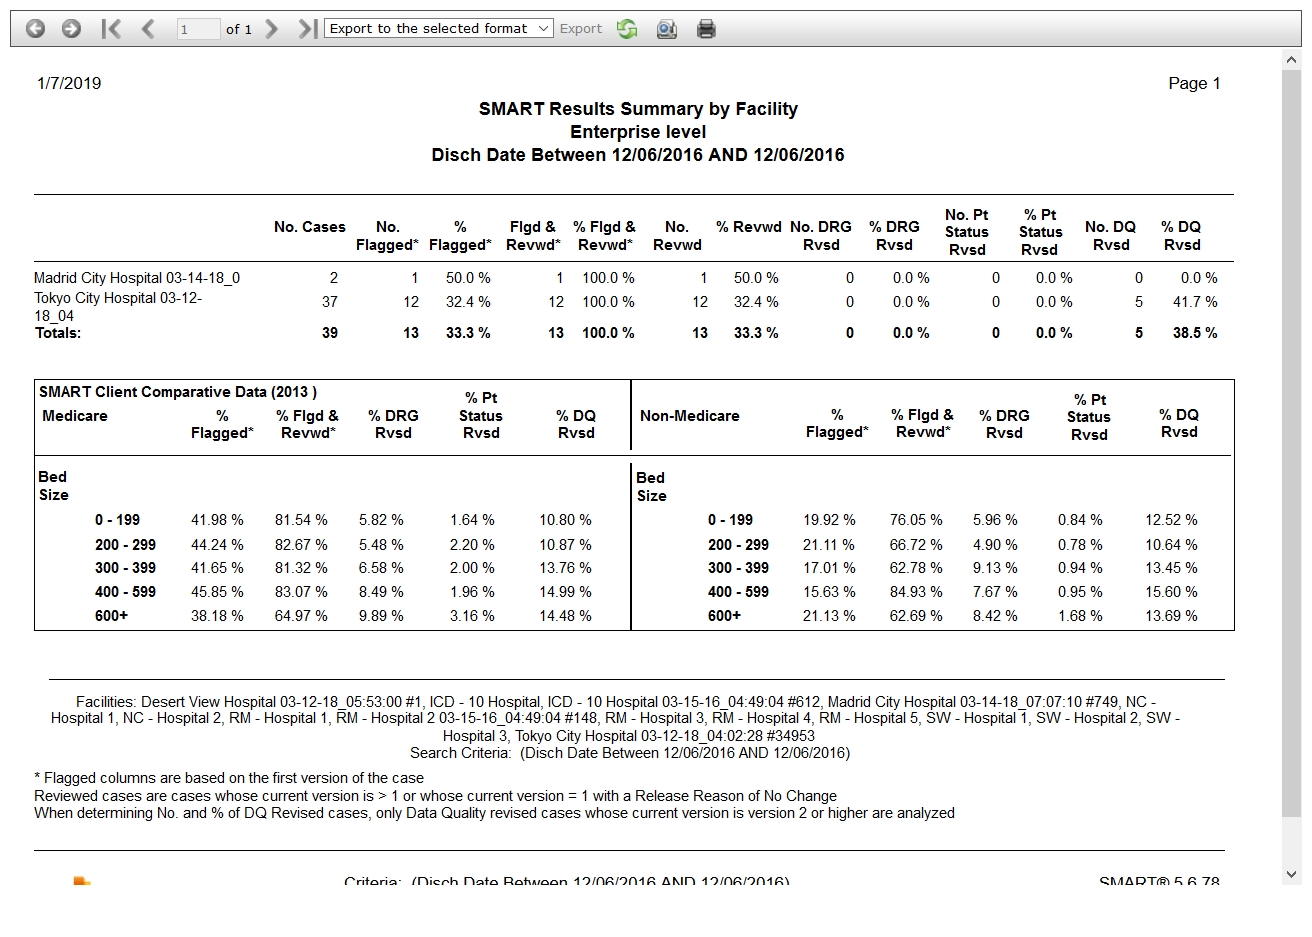 1 of 1 Export to the selected format Export
1/7/2019 Page 1
SMART Results Summary by Facility
Enterprise level
Disch Date Between 12/06/2016 AND 12/06/2016
No. Cases No. Flagged* % Flagged* Flgd & Revwd* % Flgd & Revwd* No. Revwd % Revwd No. DRG Rvsd % DRG Rvsd No. Pt Status Rvsd % Pt Status Rvsd No. DQ Rvsd % DQ Rvsd
Madrid City Hospital 03-14-18_0 2 1 50.0 % 1 100.0 % 1 50.0 % 0 0.0 % 0 0.0 % 0 0.0 %
Tokyo City Hospital 03-12-
18_04 37 12 32.4 % 12 100.0 % 12 32.4 % 0 0.0 % 0 0.0 % 5 41.7 %
Totals: 39 13 33.3 % 13 100.0 % 13 33.3 % 0 0.0 % 0 0.0 % 5 38.5 %
SMART Client Comparative Data (2013 )
Medicare % Flagged* % Flgd & Revwd* % DRG Rvsd % Pt Status Rvsd % DQ Rvsd
Bed
Size
0 - 199 41.98 % 81.54 % 5.82 % 1.64 % 10.80 %
200 - 299 44.24 % 82.67 % 5.48 % 2.20 % 10.87 %
300 - 399 41.65 % 81.32 % 6.58 % 2.00 % 13.76 %
400 - 599 45.85 % 83.07 % 8.49 % 1.96 % 14.99 %
600+ 38.18 % 64.97 % 9.89 % 3.16 % 14.48 %
Non-Medicare % Flagged* % Flgd & Revwd* % DRG Rvsd % Pt Status Rvsd % DQ Rvsd
Bed
Size
0 - 199 19.92 % 76.05 % 5.96 % 0.84 % 12.52 %
200 - 299 21.11 % 66.72 % 4.90 % 0.78 % 10.64 %
300 - 399 17.01 % 62.78 % 9.13 % 0.94 % 13.45 %
400 - 599 15.63 % 84.93 % 7.67 % 0.95 % 15.60 %
600+ 21.13 % 62.69 % 8.42 % 1.68 % 13.69 %
Facilities: Desert View Hospital 03-12-18_05:53:00 #1, ICD - 10 Hospital, ICD - 10 Hospital 03-15-16_04:49:04 #612, Madrid City Hospital 03-14-18_07:07:10 #749, NC -
Hospital 1, NC - Hospital 2, RM - Hospital 1, RM - Hospital 2 03-15-16_04:49:04 #148, RM - Hospital 3, RM - Hospital 4, RM - Hospital 5, SW - Hospital 1, SW - Hospital 2, SW -
Hospital 3, Tokyo City Hospital 03-12-18_04:02:28 #34953
Search Criteria: (Disch Date Between 12/06/2016 AND 12/06/2016)
* Flagged columns are based on the first version of the case
Reviewed cases are cases whose current version is > 1 or whose current version = 1 with a Release Reason of No Change
When determining No. and % of DQ Revised cases, only Data Quality revised cases whose current version is version 2 or higher are analyzed
Criteria: (Disch Date Between 12/06/2016 AND 12/06/2016) SMART® 5.6.78